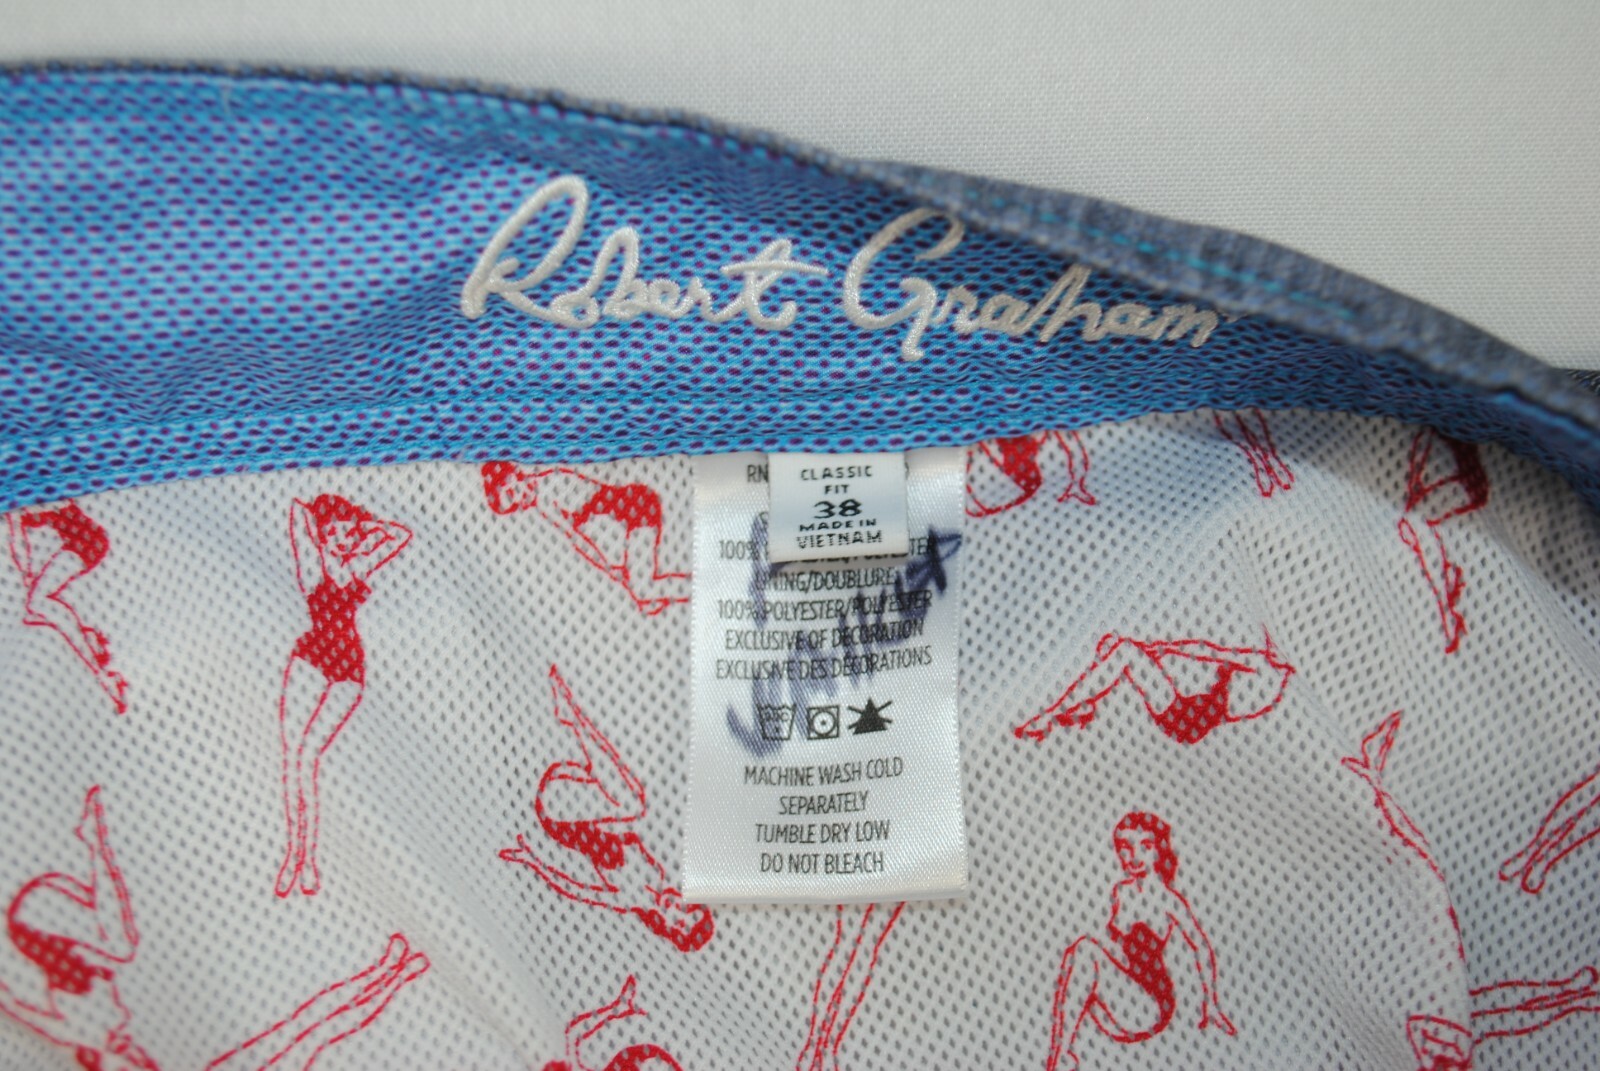 Robert Graham
RN
CLASSIC
FIT
38
MADE IN
VIETNAM
100%
LINING/DOUBLURE:
100% POLYESTER/POLYESTER
EXCLUSIVE OF DECORATION
EXCLUSIVE DES DECORATIONS
MACHINE WASH COLD
SEPARATELY
TUMBLE DRY LOW
DO NOT BLEACH